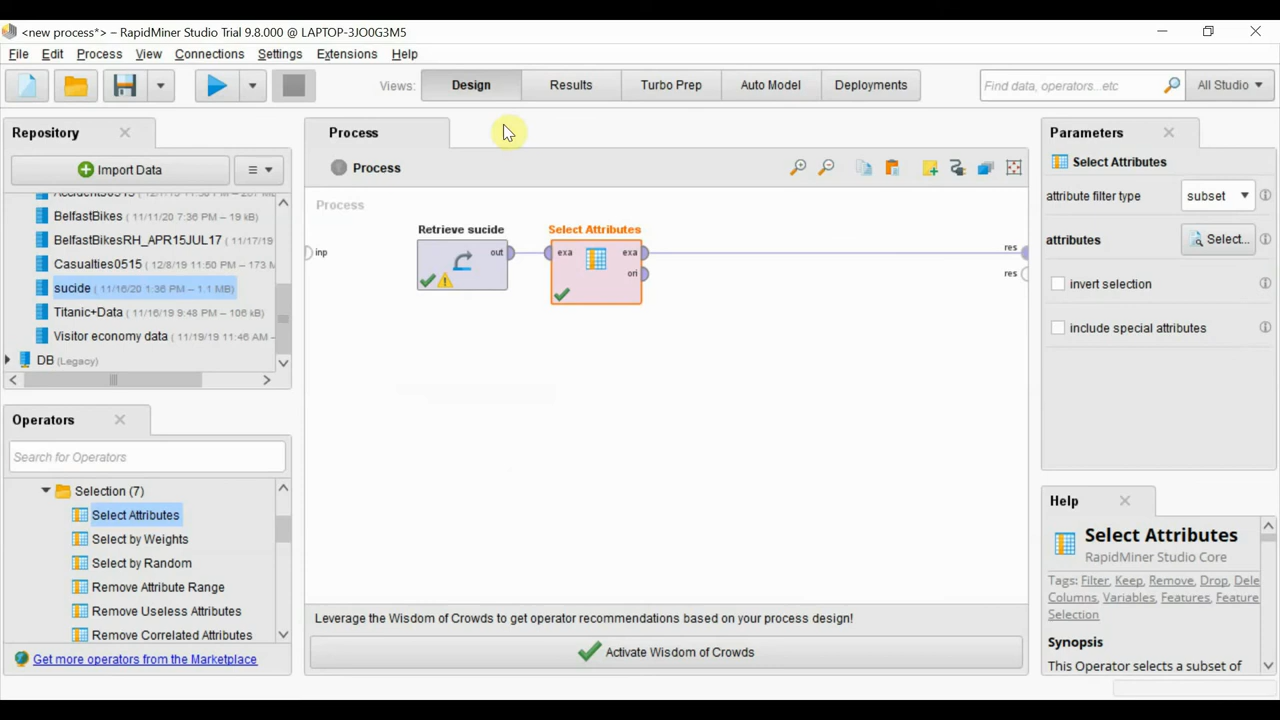 <new process*> – RapidMiner Studio Trial 9.8.000 @ LAPTOP-3JO0G3M5
File Edit Process View Connections Settings Extensions Help
Views: Design Results Turbo Prep Auto Model Deployments Find data, operators...etc All Studio
Repository
Import Data
BelfastBikes ( 11/11/20 7:36 PM – 19 kB)
BelfastBikesRH_APR15JUL17 ( 11/17/19
Casualties0515 ( 12/8/19 11:50 PM – 173 M
sucide ( 11/16/20 1:36 PM – 1.1 MB)
Titanic+Data ( 11/16/19 9:48 PM – 106 kB)
Visitor economy data ( 11/19/19 11:46 AM –
DB (Legacy)
Operators
Search for Operators
Selection (7)
Select Attributes
Select by Weights
Select by Random
Remove Attribute Range
Remove Useless Attributes
Remove Correlated Attributes
Get more operators from the Marketplace
Process
Process
Process
Retrieve sucide
Select Attributes
inp
out
exa
exa
ori
res
res
Leverage the Wisdom of Crowds to get operator recommendations based on your process design!
Activate Wisdom of Crowds
Parameters
Select Attributes
attribute filter type subset
attributes Select...
invert selection
include special attributes
Help
Select Attributes
RapidMiner Studio Core
Tags: Filter, Keep, Remove, Drop, Dele
Columns, Variables, Features, Feature
Selection
Synopsis
This Operator selects a subset of